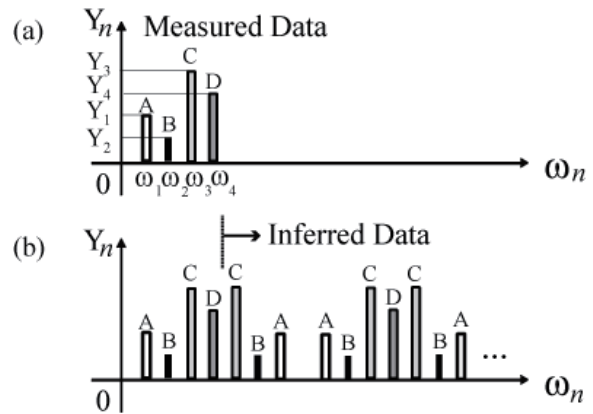 (a) Yₙ Measured Data
Y₃ C
Y₄ D
Y₁ A
Y₂ B
0 ω₁ω₂ω₃ω₄ ωₙ
Inferred Data
(b) Yₙ
C C C C
D D
A A A A
B B B B ...
0 ωₙ